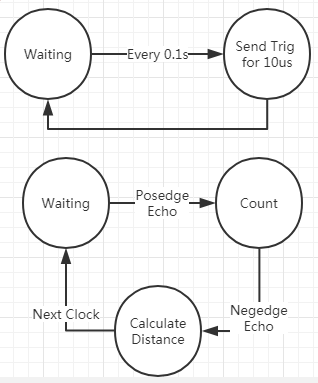 Waiting
Every 0.1s
Send Trig
for 10us
Waiting
Posedge
Echo
Count
Next Clock
Calculate
Distance
Negedge
Echo